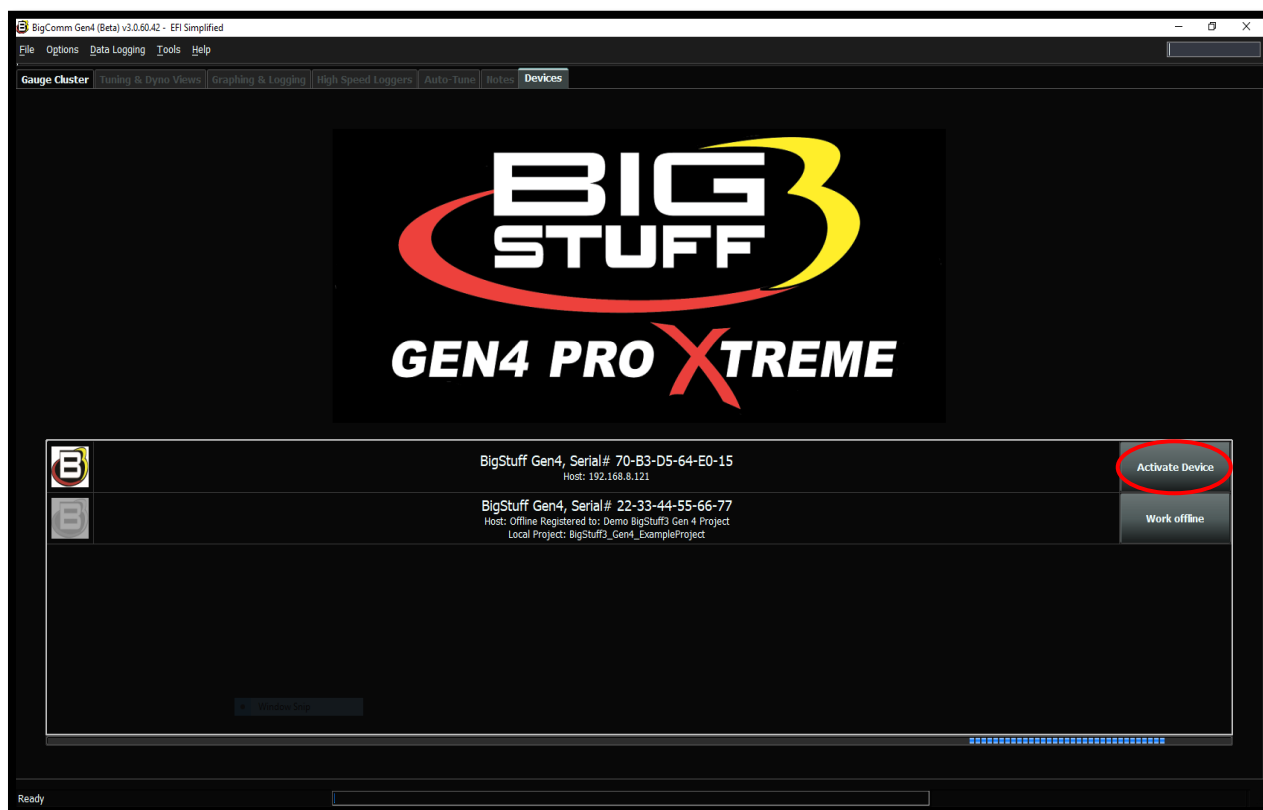 BigComm Gen4 (Beta) v3.0.60.42 - EFI Simplified
File Options Data Logging Tools Help
Gauge Cluster Tuning & Dyno Views Graphing & Logging High Speed Loggers Auto-Tune Notes Devices
BIG 3
STUFF
GEN4 PRO XTREME
B BigStuff Gen4, Serial# 70-B3-D5-64-E0-15 Activate Device
Host: 192.168.8.121
B BigStuff Gen4, Serial# 22-33-44-55-66-77
Host: Offline Registered to: Demo BigStuff3 Gen 4 Project Work offline
Local Project: BigStuff3_Gen4_ExampleProject
Window Snip
Ready